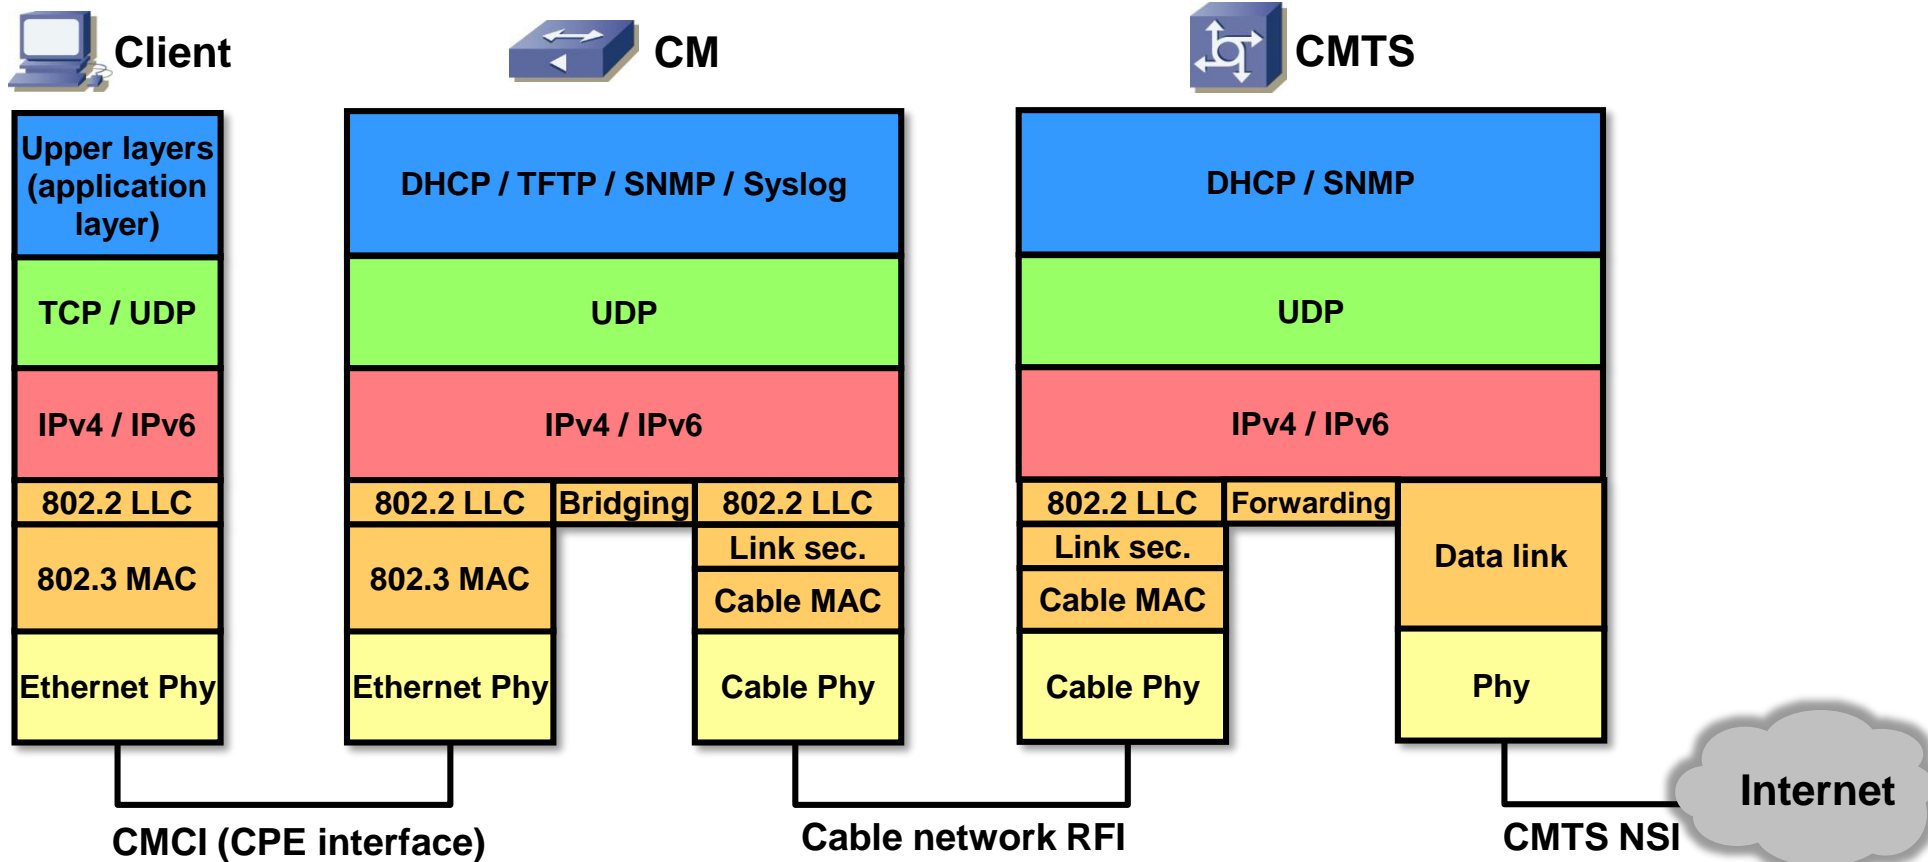 Client
CM
CMTS
Upper layers
(application
layer)
DHCP / TFTP / SNMP / Syslog
DHCP / SNMP
TCP / UDP
UDP
UDP
IPv4 / IPv6
IPv4 / IPv6
IPv4 / IPv6
802.2 LLC
802.2 LLC
Bridging
802.2 LLC
802.2 LLC
Forwarding
Data link
Link sec.
Link sec.
802.3 MAC
802.3 MAC
Cable MAC
Cable MAC
Ethernet Phy
Ethernet Phy
Cable Phy
Cable Phy
Phy
Internet
CMCI (CPE interface)
Cable network RFI
CMTS NSI